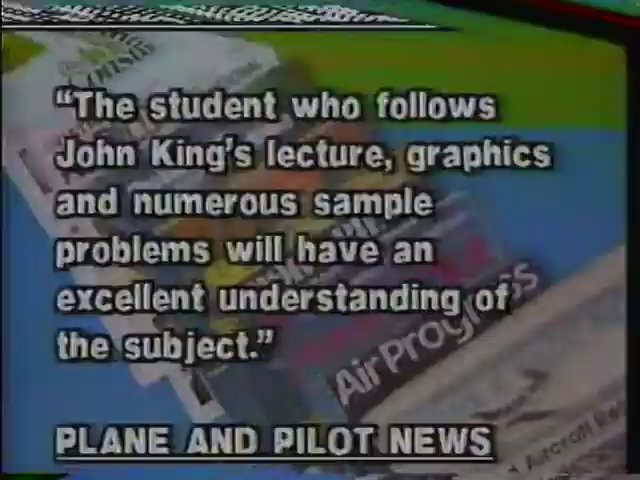 “The student who follows
John King's lecture, graphics
and numerous sample
problems will have an
excellent understanding of
the subject.”
PLANE AND PILOT NEWS
Air Progress